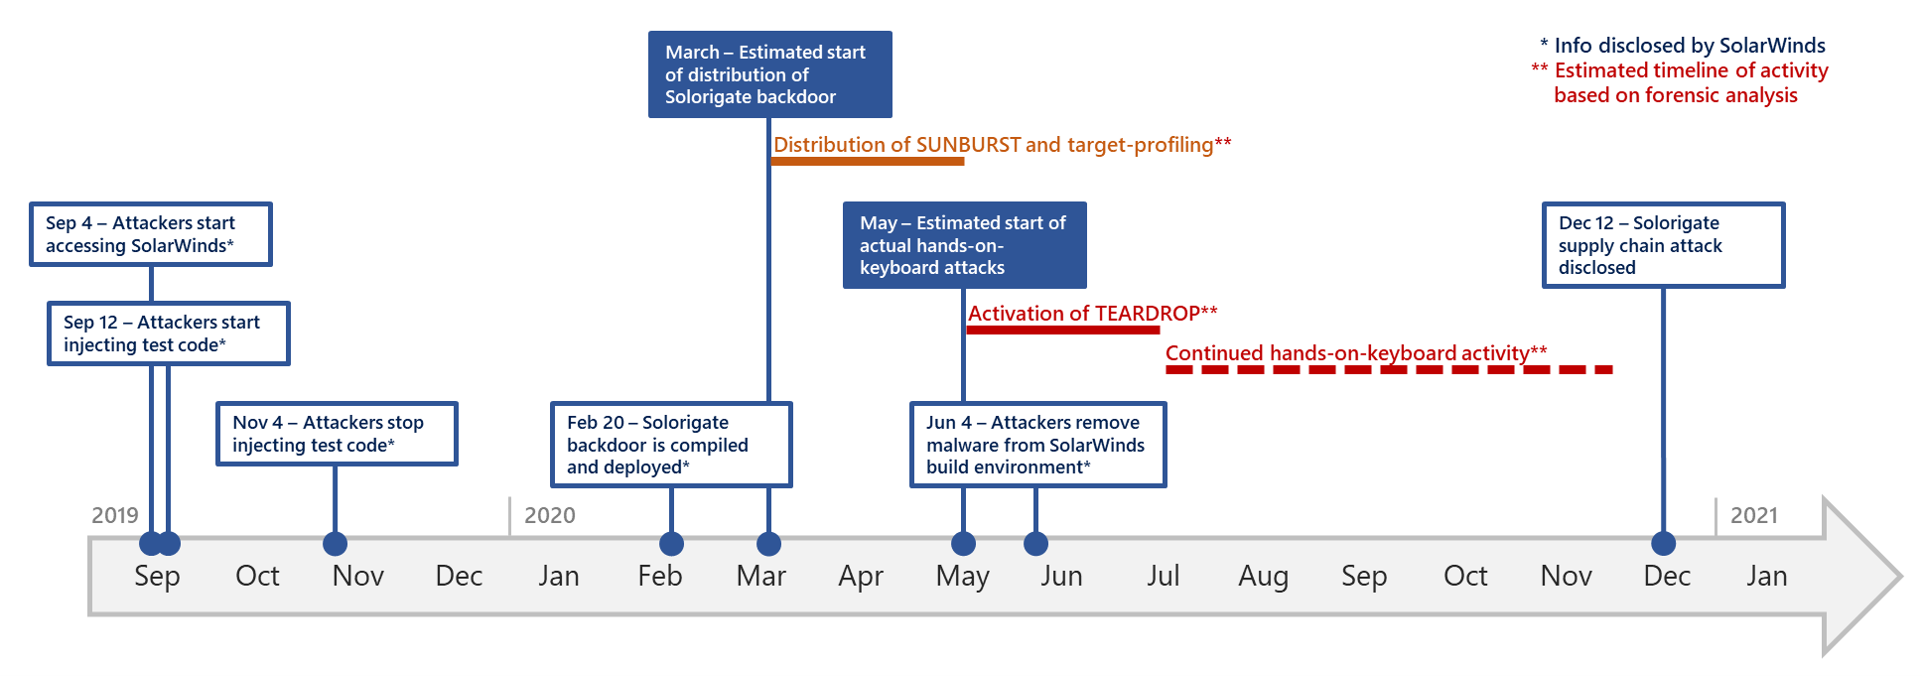 March – Estimated start
of distribution of
Solorigate backdoor
* Info disclosed by SolarWinds
** Estimated timeline of activity
based on forensic analysis
Distribution of SUNBURST and target-profiling**
Sep 4 – Attackers start
accessing SolarWinds*
May – Estimated start of
actual hands-on-
keyboard attacks
Dec 12 – Solorigate
supply chain attack
disclosed
Sep 12 – Attackers start
injecting test code*
Activation of TEARDROP**
Continued hands-on-keyboard activity**
Nov 4 – Attackers stop
injecting test code*
Feb 20 – Solorigate
backdoor is compiled
and deployed*
Jun 4 – Attackers remove
malware from SolarWinds
build environment*
2019 2020 2021
Sep Oct Nov Dec Jan Feb Mar Apr May Jun Jul Aug Sep Oct Nov Dec Jan